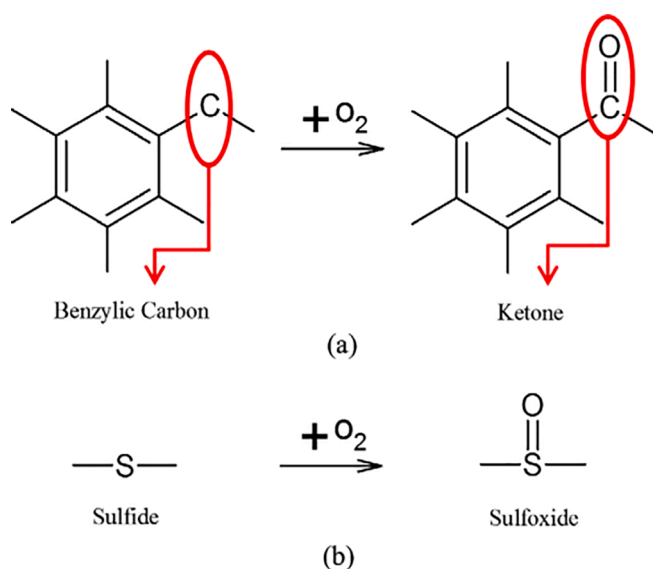 O
C
C
+O₂
Benzylic Carbon
Ketone
(a)
O
+O₂
S
S
Sulfide
Sulfoxide
(b)